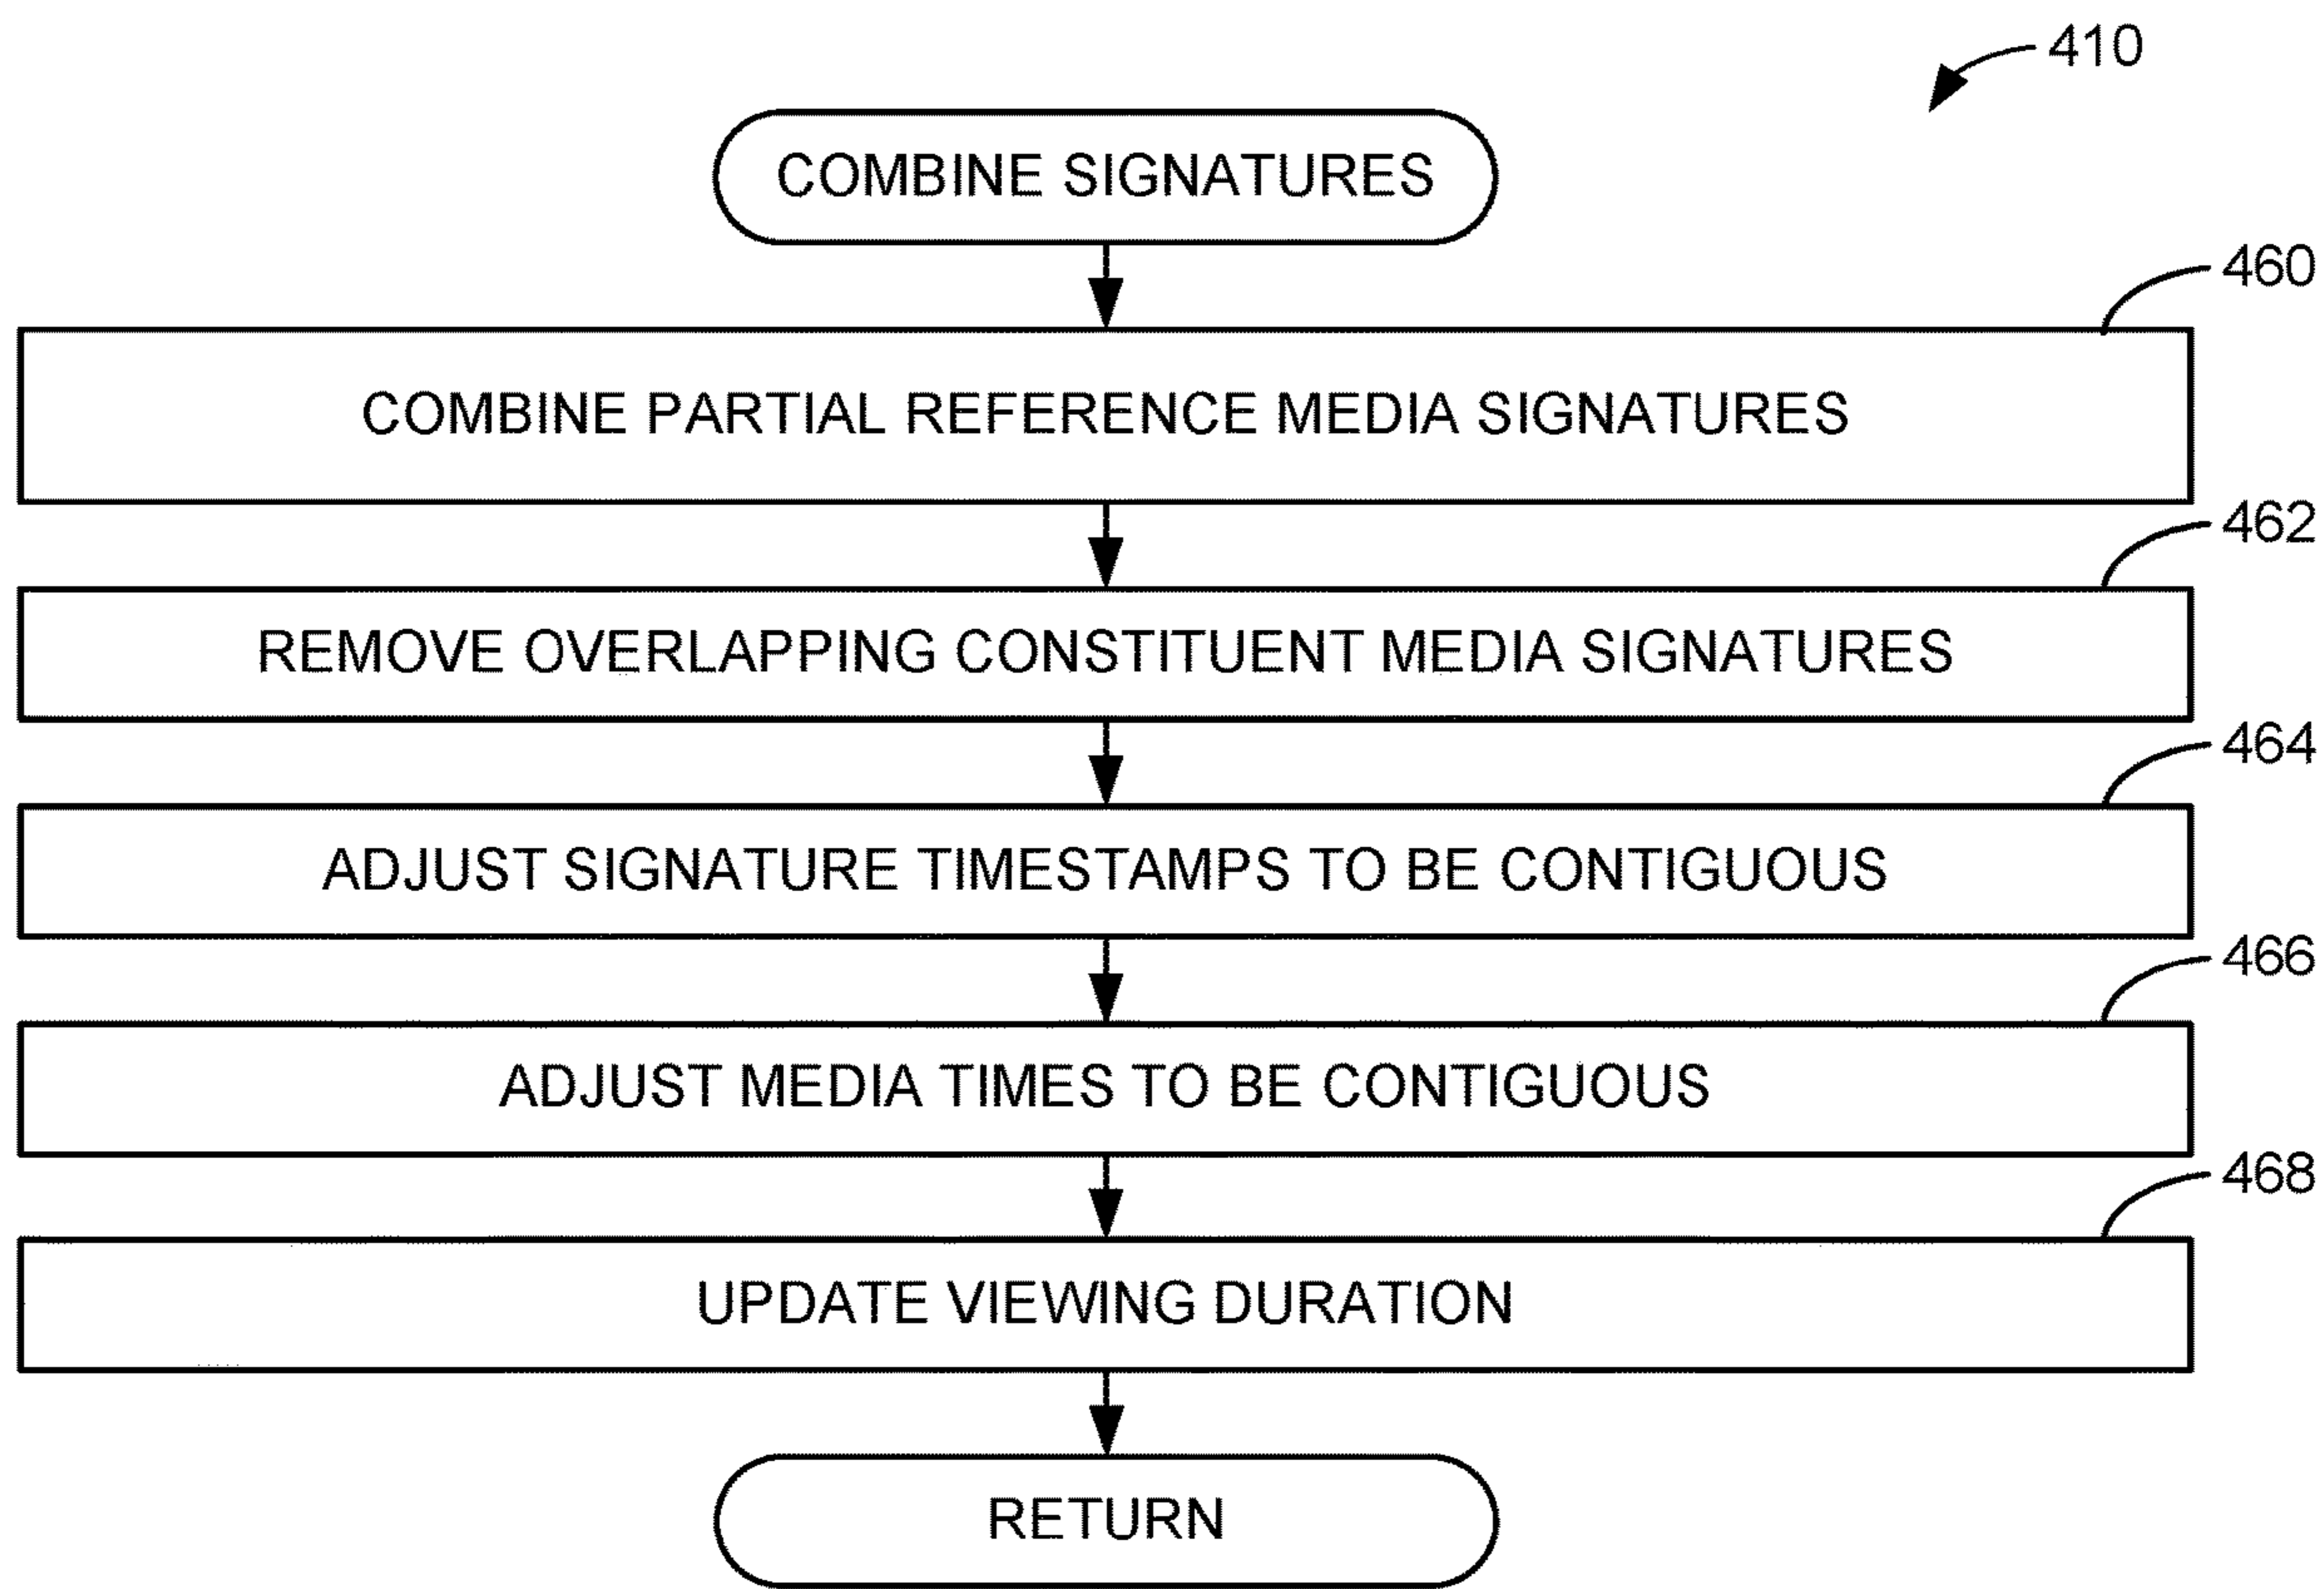 410
COMBINE SIGNATURES
460
COMBINE PARTIAL REFERENCE MEDIA SIGNATURES
462
REMOVE OVERLAPPING CONSTITUENT MEDIA SIGNATURES
464
ADJUST SIGNATURE TIMESTAMPS TO BE CONTIGUOUS
466
ADJUST MEDIA TIMES TO BE CONTIGUOUS
468
UPDATE VIEWING DURATION
RETURN